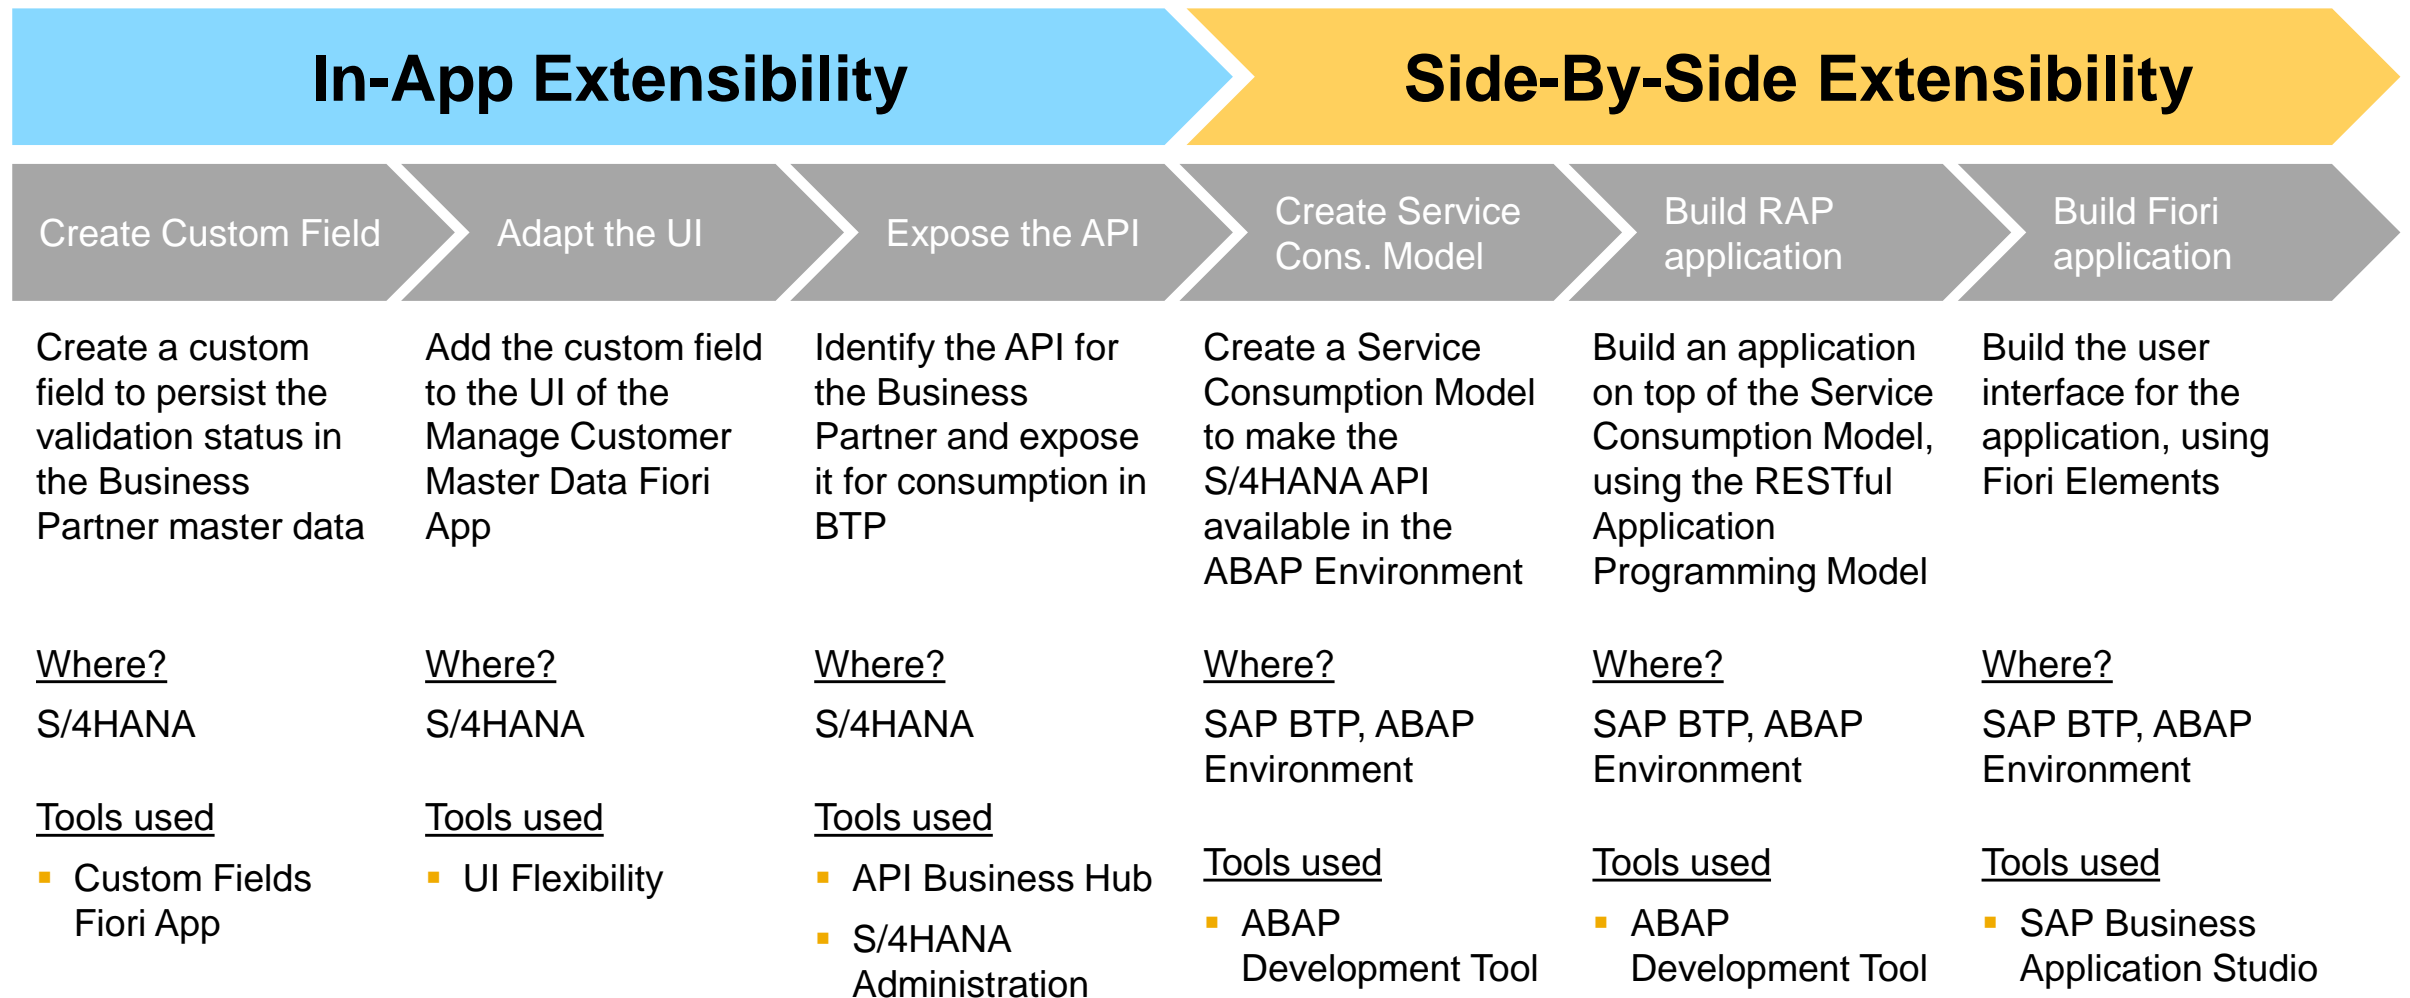 In-App Extensibility
Side-By-Side Extensibility
Create Custom Field
Adapt the UI
Expose the API
Create Service
Cons. Model
Build RAP
application
Build Fiori
application
Create a custom
field to persist the
validation status in
the Business
Partner master data
Where?
S/4HANA
Tools used
▪ Custom Fields
Fiori App
Add the custom field
to the UI of the
Manage Customer
Master Data Fiori
App
Where?
S/4HANA
Tools used
▪ UI Flexibility
Identify the API for
the Business
Partner and expose
it for consumption in
BTP
Where?
S/4HANA
Tools used
▪ API Business Hub
▪ S/4HANA
Administration
Create a Service
Consumption Model
to make the
S/4HANA API
available in the
ABAP Environment
Where?
SAP BTP, ABAP
Environment
Tools used
▪ ABAP
Development Tool
Build an application
on top of the Service
Consumption Model,
using the RESTful
Application
Programming Model
Where?
SAP BTP, ABAP
Environment
Tools used
▪ ABAP
Development Tool
Build the user
interface for the
application, using
Fiori Elements
Where?
SAP BTP, ABAP
Environment
Tools used
▪ SAP Business
Application Studio